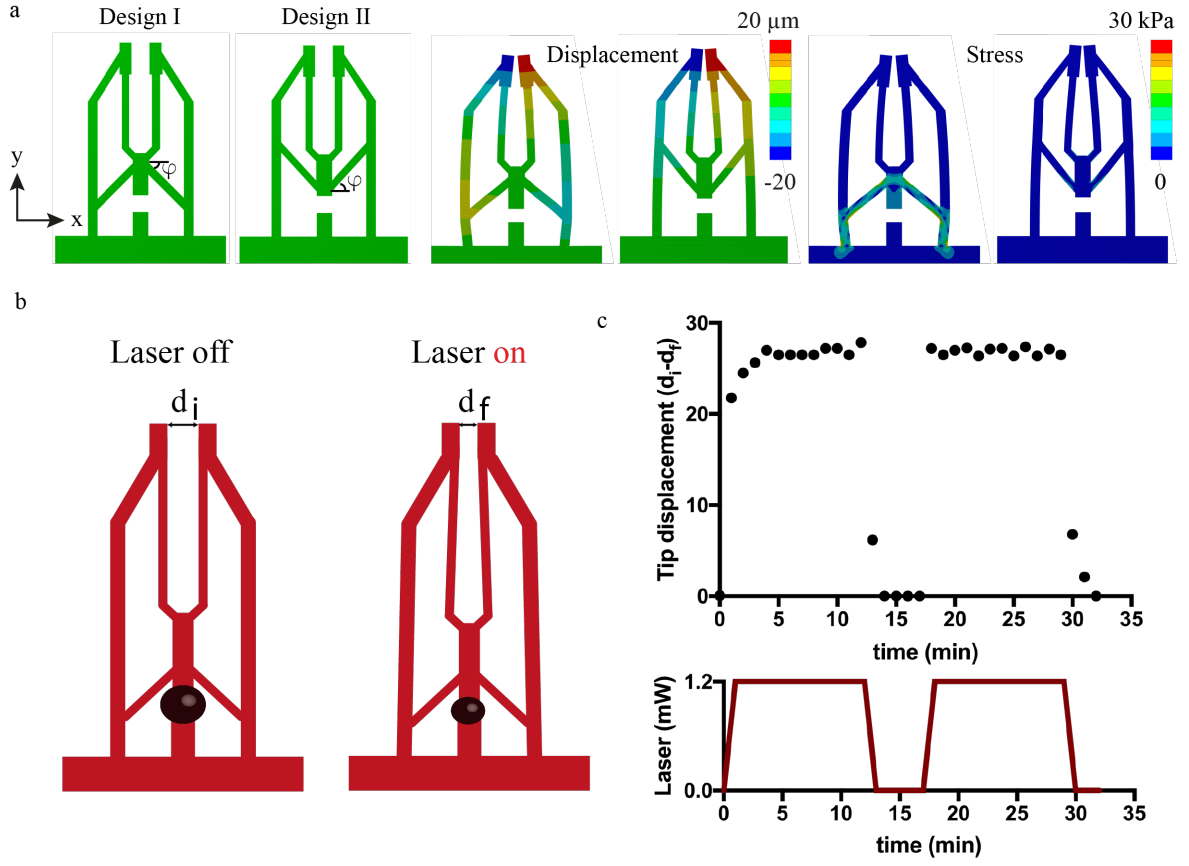 a
Design I
Design II
20 µm
Displacement
-20
30 kPa
Stress
0
φ
φ
y
x
b
Laser off
Laser on
di
df
c
Tip displacement (di-df)
30
20
10
0
0 5 10 15 20 25 30 35
time (min)
Laser (mW)
1.2
0.0
0 5 10 15 20 25 30 35
time (min)